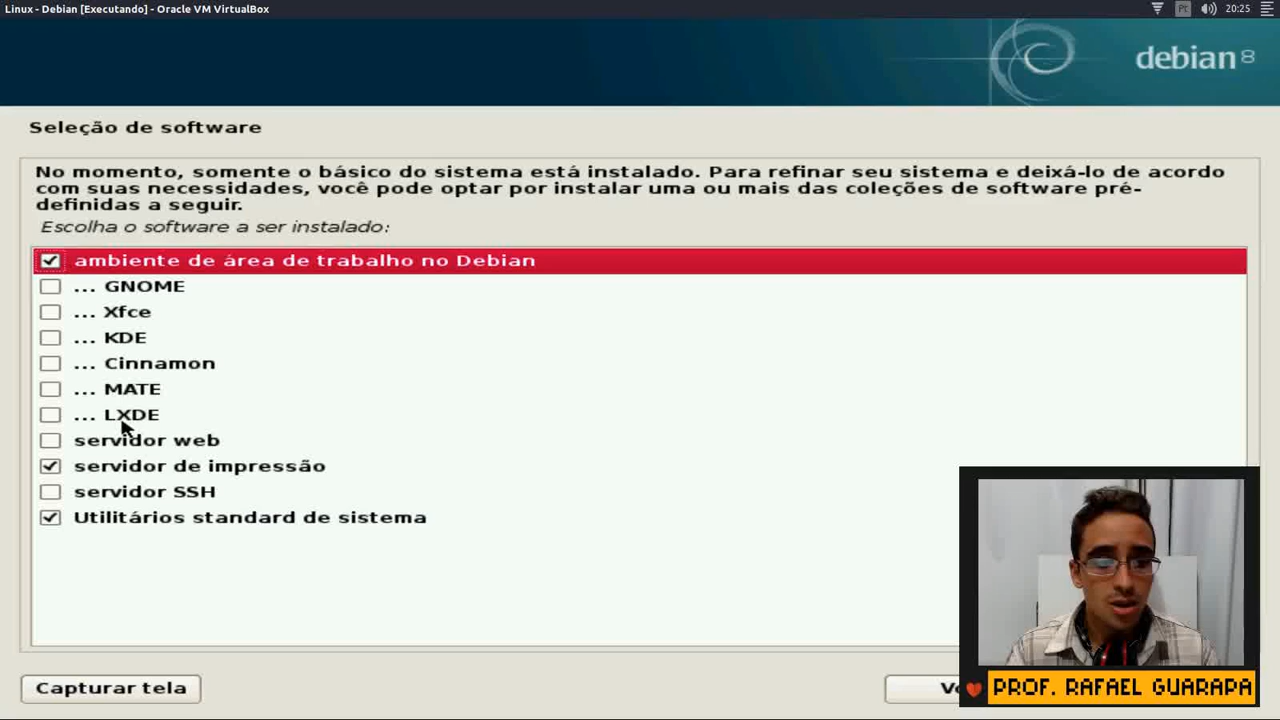 Linux - Debian [Executando] - Oracle VM VirtualBox
Pt
20:25
debian 8
Seleção de software
No momento, somente o básico do sistema está instalado. Para refinar seu sistema e deixá-lo de acordo
com suas necessidades, você pode optar por instalar uma ou mais das coleções de software pré-
definidas a seguir.
Escolha o software a ser instalado:
ambiente de área de trabalho no Debian
... GNOME
... Xfce
... KDE
... Cinnamon
... MATE
... LXDE
servidor web
servidor de impressão
servidor SSH
Utilitários standard de sistema
Capturar tela
PROF. RAFAEL GUARAPA